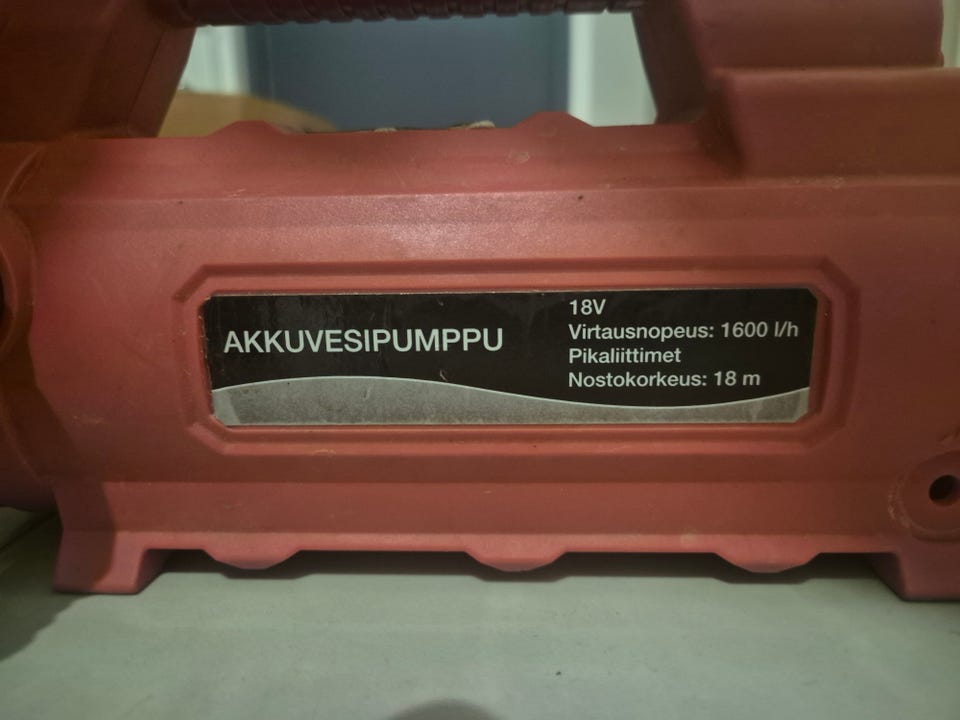 AKKUVESIPUMPPU
18V
Virtausnopeus: 1600 l/h
Pikaliittimet
Nostokorkeus: 18 m